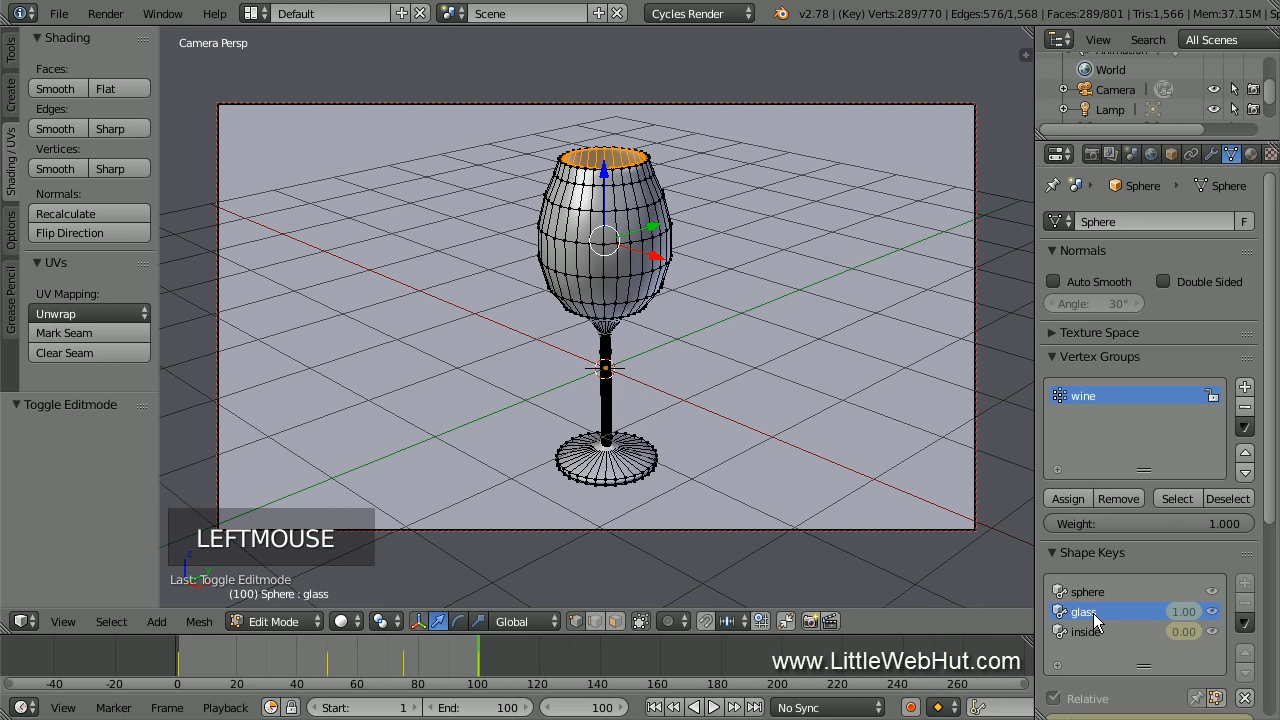 File Render Window Help Default Scene Cycles Render v2.78 | (Key) Verts:289/770 | Edges:576/1,568 | Faces:289/801 | Tris:1,566 | Mem:37.15M |
Shading
Faces:
Smooth Flat
Edges:
Smooth Sharp
Vertices:
Smooth Sharp
Normals:
Recalculate
Flip Direction
UVs
UV Mapping:
Unwrap
Mark Seam
Clear Seam
Toggle Editmode
Tools
Create
Shading / UVs
Options
Grease Pencil
Camera Persp
LEFTMOUSE
z
Last: Toggle Editmode
(100) Sphere : glass
View Select Add Mesh Edit Mode Global
www.LittleWebHut.com
-40 -20 0 20 40 60 80 100 120 140 160 180 200 220 240 260
View Marker Frame Playback Start: 1 End: 100 100 No Sync
View Search All Scenes
World
Camera
Lamp
Sphere Sphere
Sphere F
Normals
Auto Smooth Double Sided
Angle: 30°
Texture Space
Vertex Groups
wine
Assign Remove Select Deselect
Weight: 1.000
Shape Keys
sphere
glass 1.00
inside 0.00
Relative